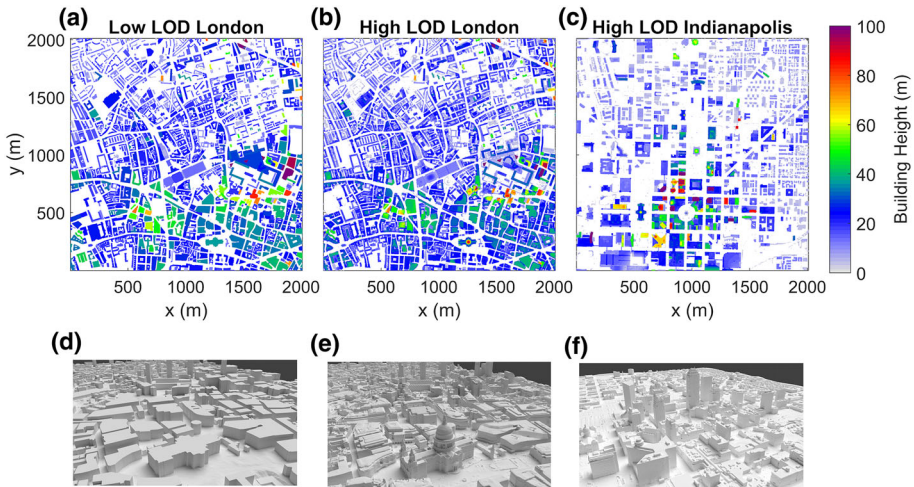 (a) (b) (c)
Low LOD London High LOD London High LOD Indianapolis
2000 100
1500 80
1000 60
500 40
20
0
500 1000 1500 2000 500 1000 1500 2000 500 1000 1500 2000
x (m) x (m) x (m)
y (m)
Building Height (m)
(d) (e) (f)